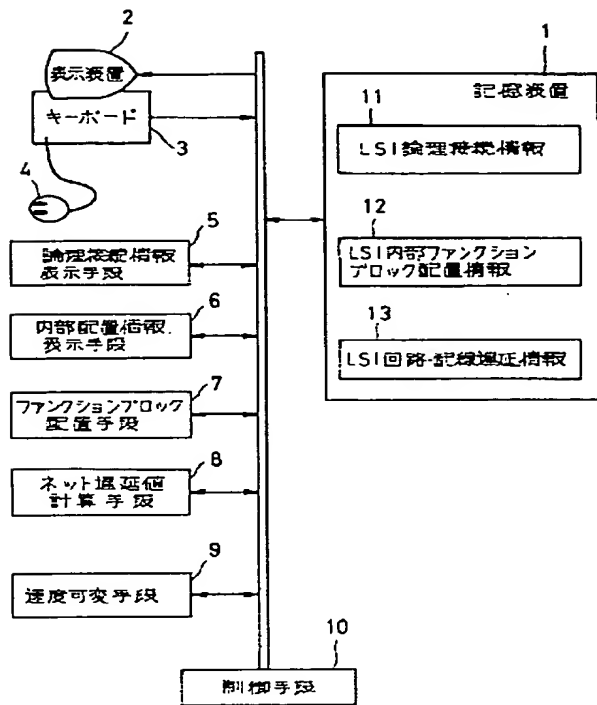 2
表示装置
キーボード
3
4
5
論理接続情報
表示手段
6
内部配置情報
表示手段
7
ファンクションブロック
配置手段
8
ネット遅延値
計算手段
9
速度可変手段
10
制御手段
1
記憶装置
11
LSI論理接続情報
12
LSI内部ファンクション
ブロック配置情報
13
LSI回路・配線遅延情報